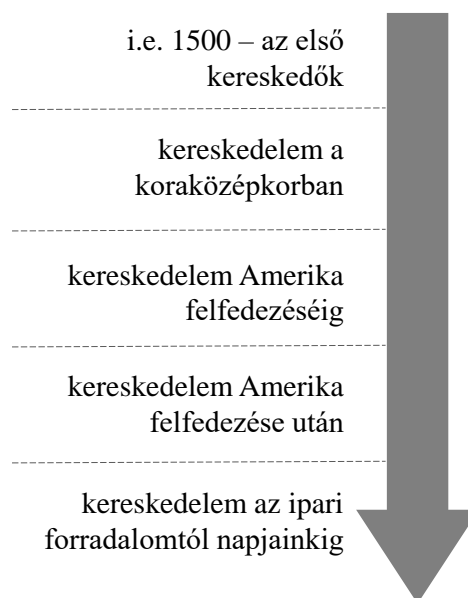 i.e. 1500 – az első
kereskedők
kereskedelem a
koraközépkorban
kereskedelem Amerika
felfedezéséig
kereskedelem Amerika
felfedezése után
kereskedelem az ipari
forradalomtól napjainkig